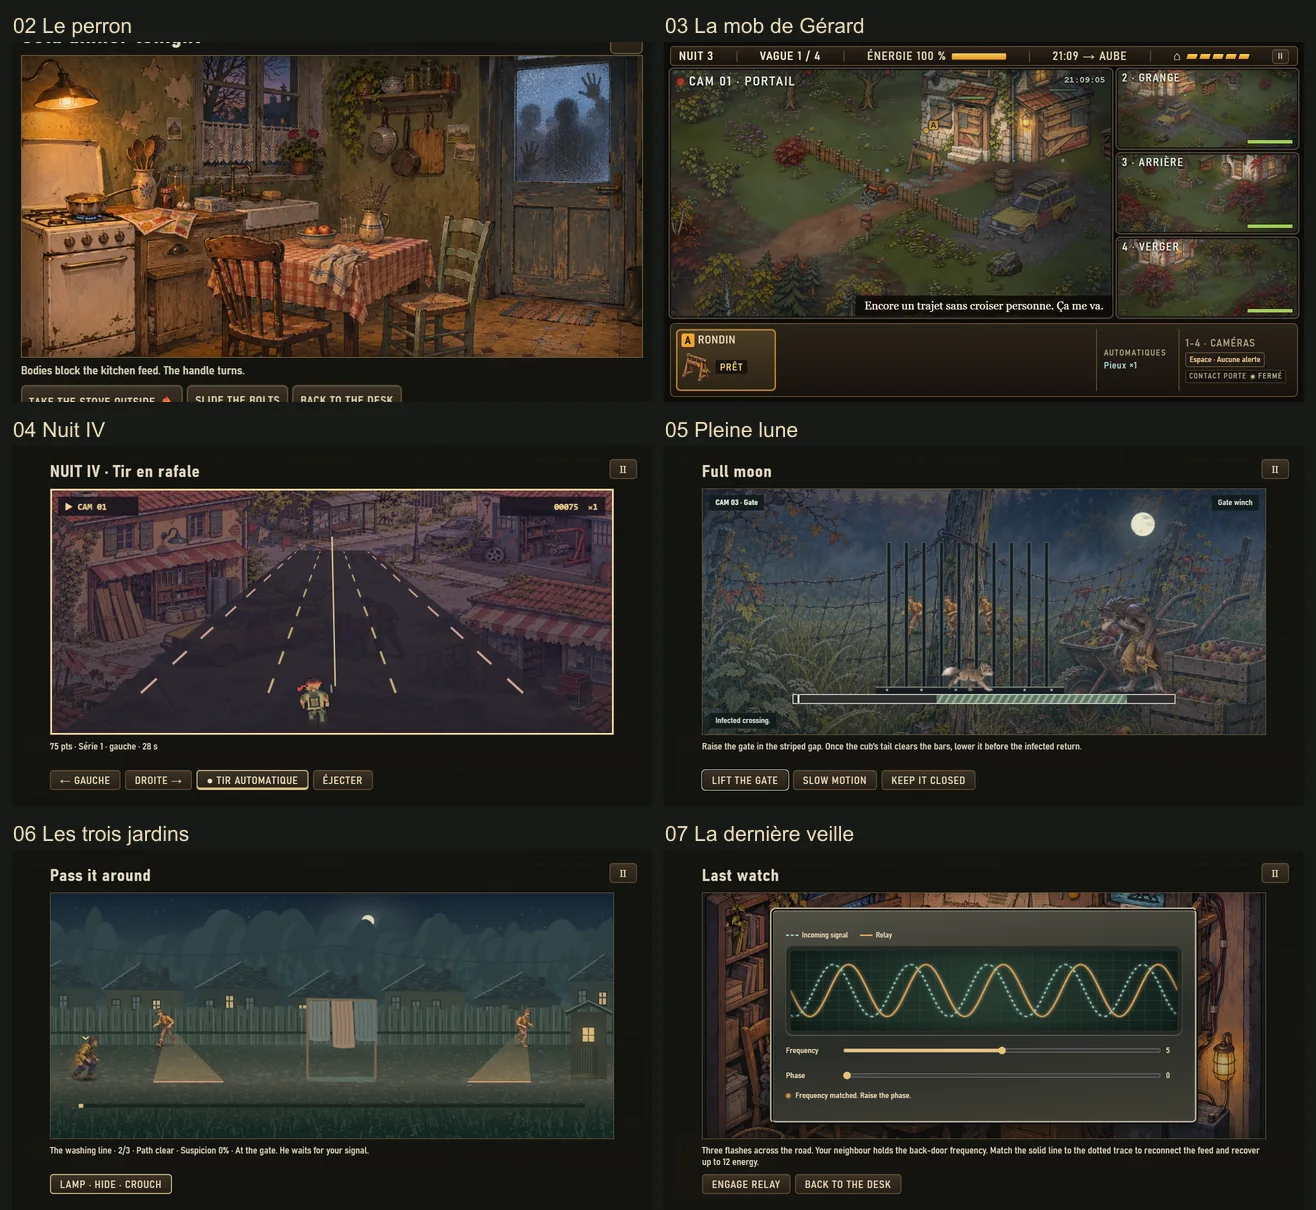 02 Le perron
Bodies block the kitchen feed. The handle turns.
TAKE THE STOVE OUTSIDE
SLIDE THE BOLTS
BACK TO THE DESK
03 La mob de Gérard
NUIT 3
VAGUE 1 / 4
ÉNERGIE 100 %
21:09 → AUBE
II
CAM 01 · PORTAIL
21:09:05
A
Encore un trajet sans croiser personne. Ça me va.
2 · GRANGE
3 · ARRIÈRE
4 · VERGER
A RONDIN
PRÊT
AUTOMATIQUES
Pieux ×1
1-4 · CAMÉRAS
Espace · Aucune alerte
CONTACT PORTE ◉ FERMÉ
04 Nuit IV
NUIT IV · Tir en rafale
II
▶ CAM 01
00075 ×1
75 pts · Série 1 · gauche · 28 s
← GAUCHE
DROITE →
● TIR AUTOMATIQUE
ÉJECTER
05 Pleine lune
Full moon
II
CAM 03 · Gate
Gate winch
Infected crossing.
Raise the gate in the striped gap. Once the cub's tail clears the bars, lower it before the infected return.
LIFT THE GATE
SLOW MOTION
KEEP IT CLOSED
06 Les trois jardins
Pass it around
II
The washing line · 2/3 · Path clear · Suspicion 0% · At the gate. He waits for your signal.
LAMP · HIDE · CROUCH
07 La dernière veille
Last watch
II
Incoming signal
Relay
Frequency
5
Phase
0
Frequency matched. Raise the phase.
Three flashes across the road. Your neighbour holds the back-door frequency. Match the solid line to the dotted trace to reconnect the feed and recover
up to 12 energy.
ENGAGE RELAY
BACK TO THE DESK